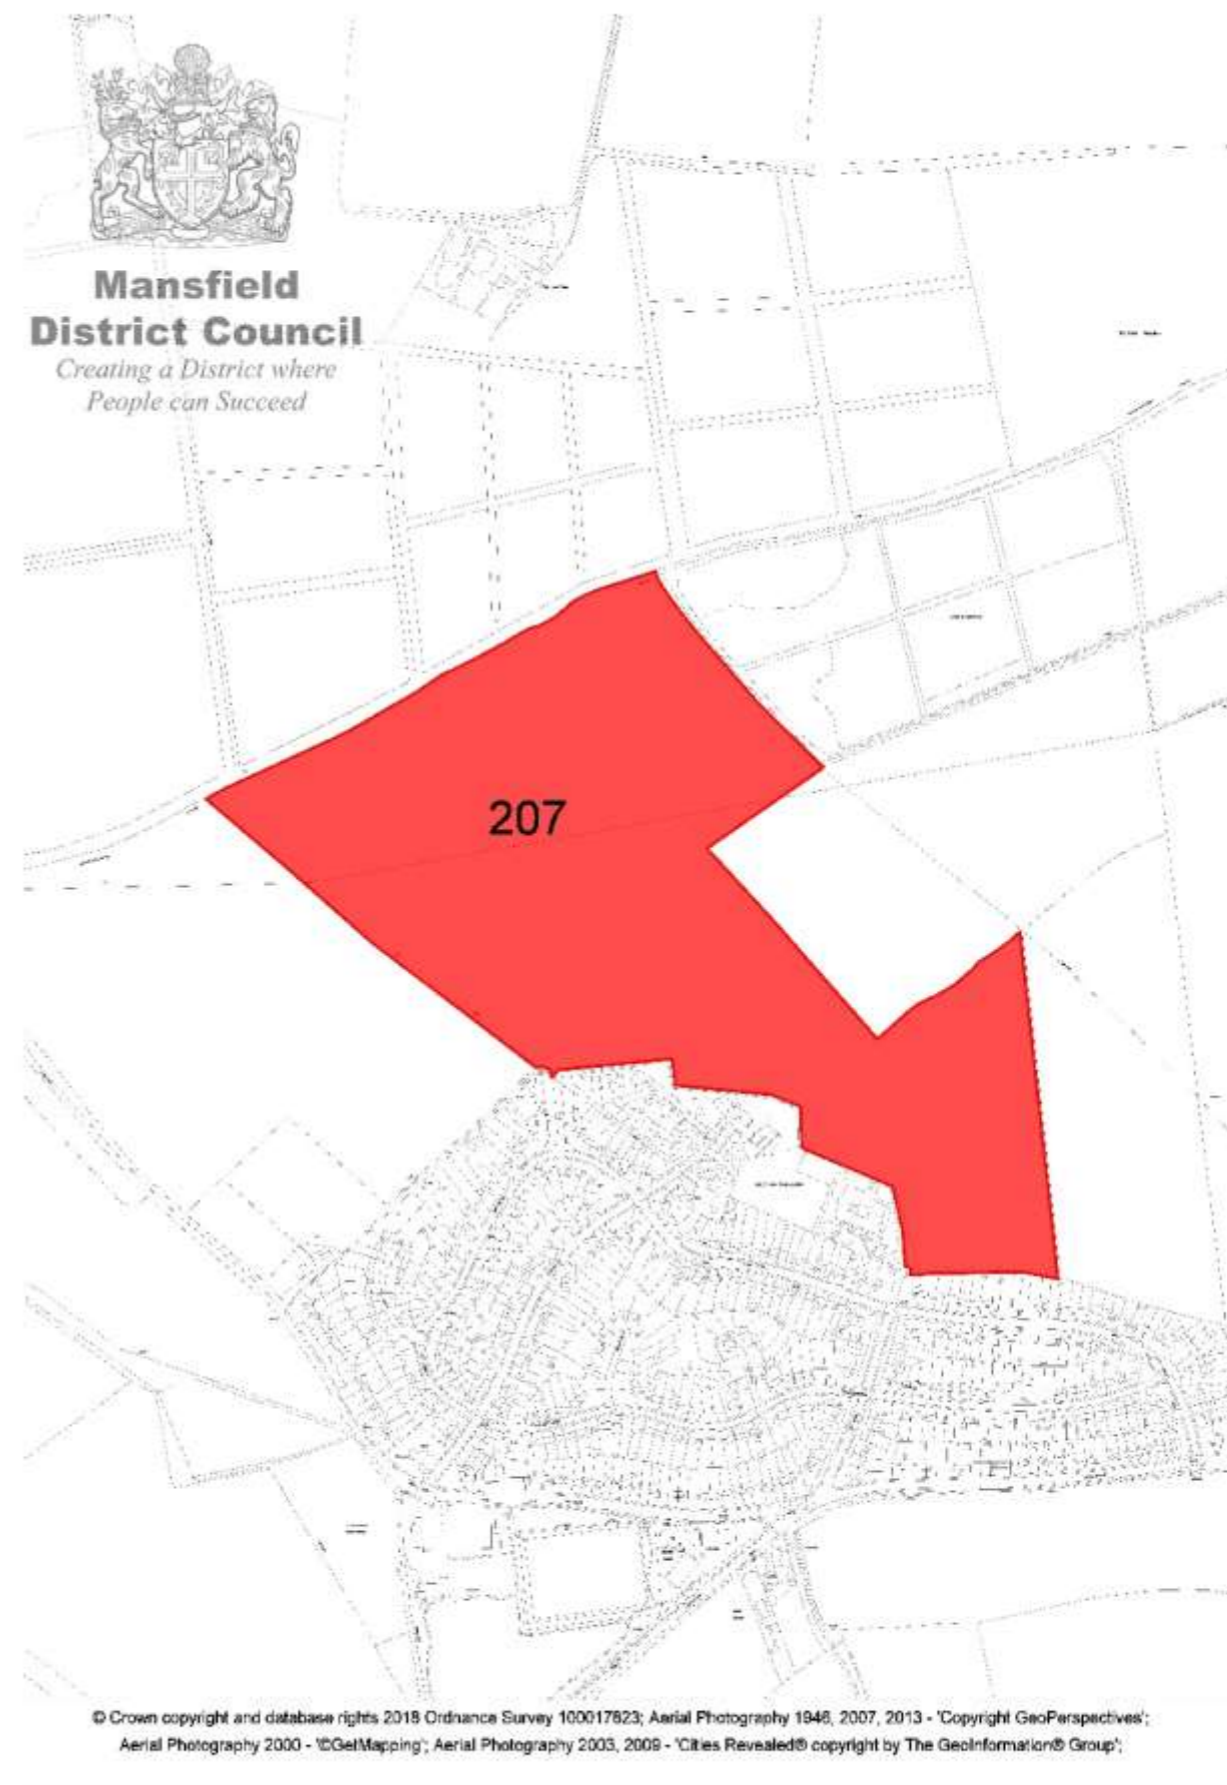 Mansfield
District Council
Creating a District where
People can Succeed
207
© Crown copyright and database rights 2018 Ordnance Survey 100017823; Aerial Photography 1946, 2007, 2013 - 'Copyright GeoPerspectives';
Aerial Photography 2000 - '©GetMapping'; Aerial Photography 2003, 2009 - 'Cities Revealed® copyright by The GeoInformation® Group';